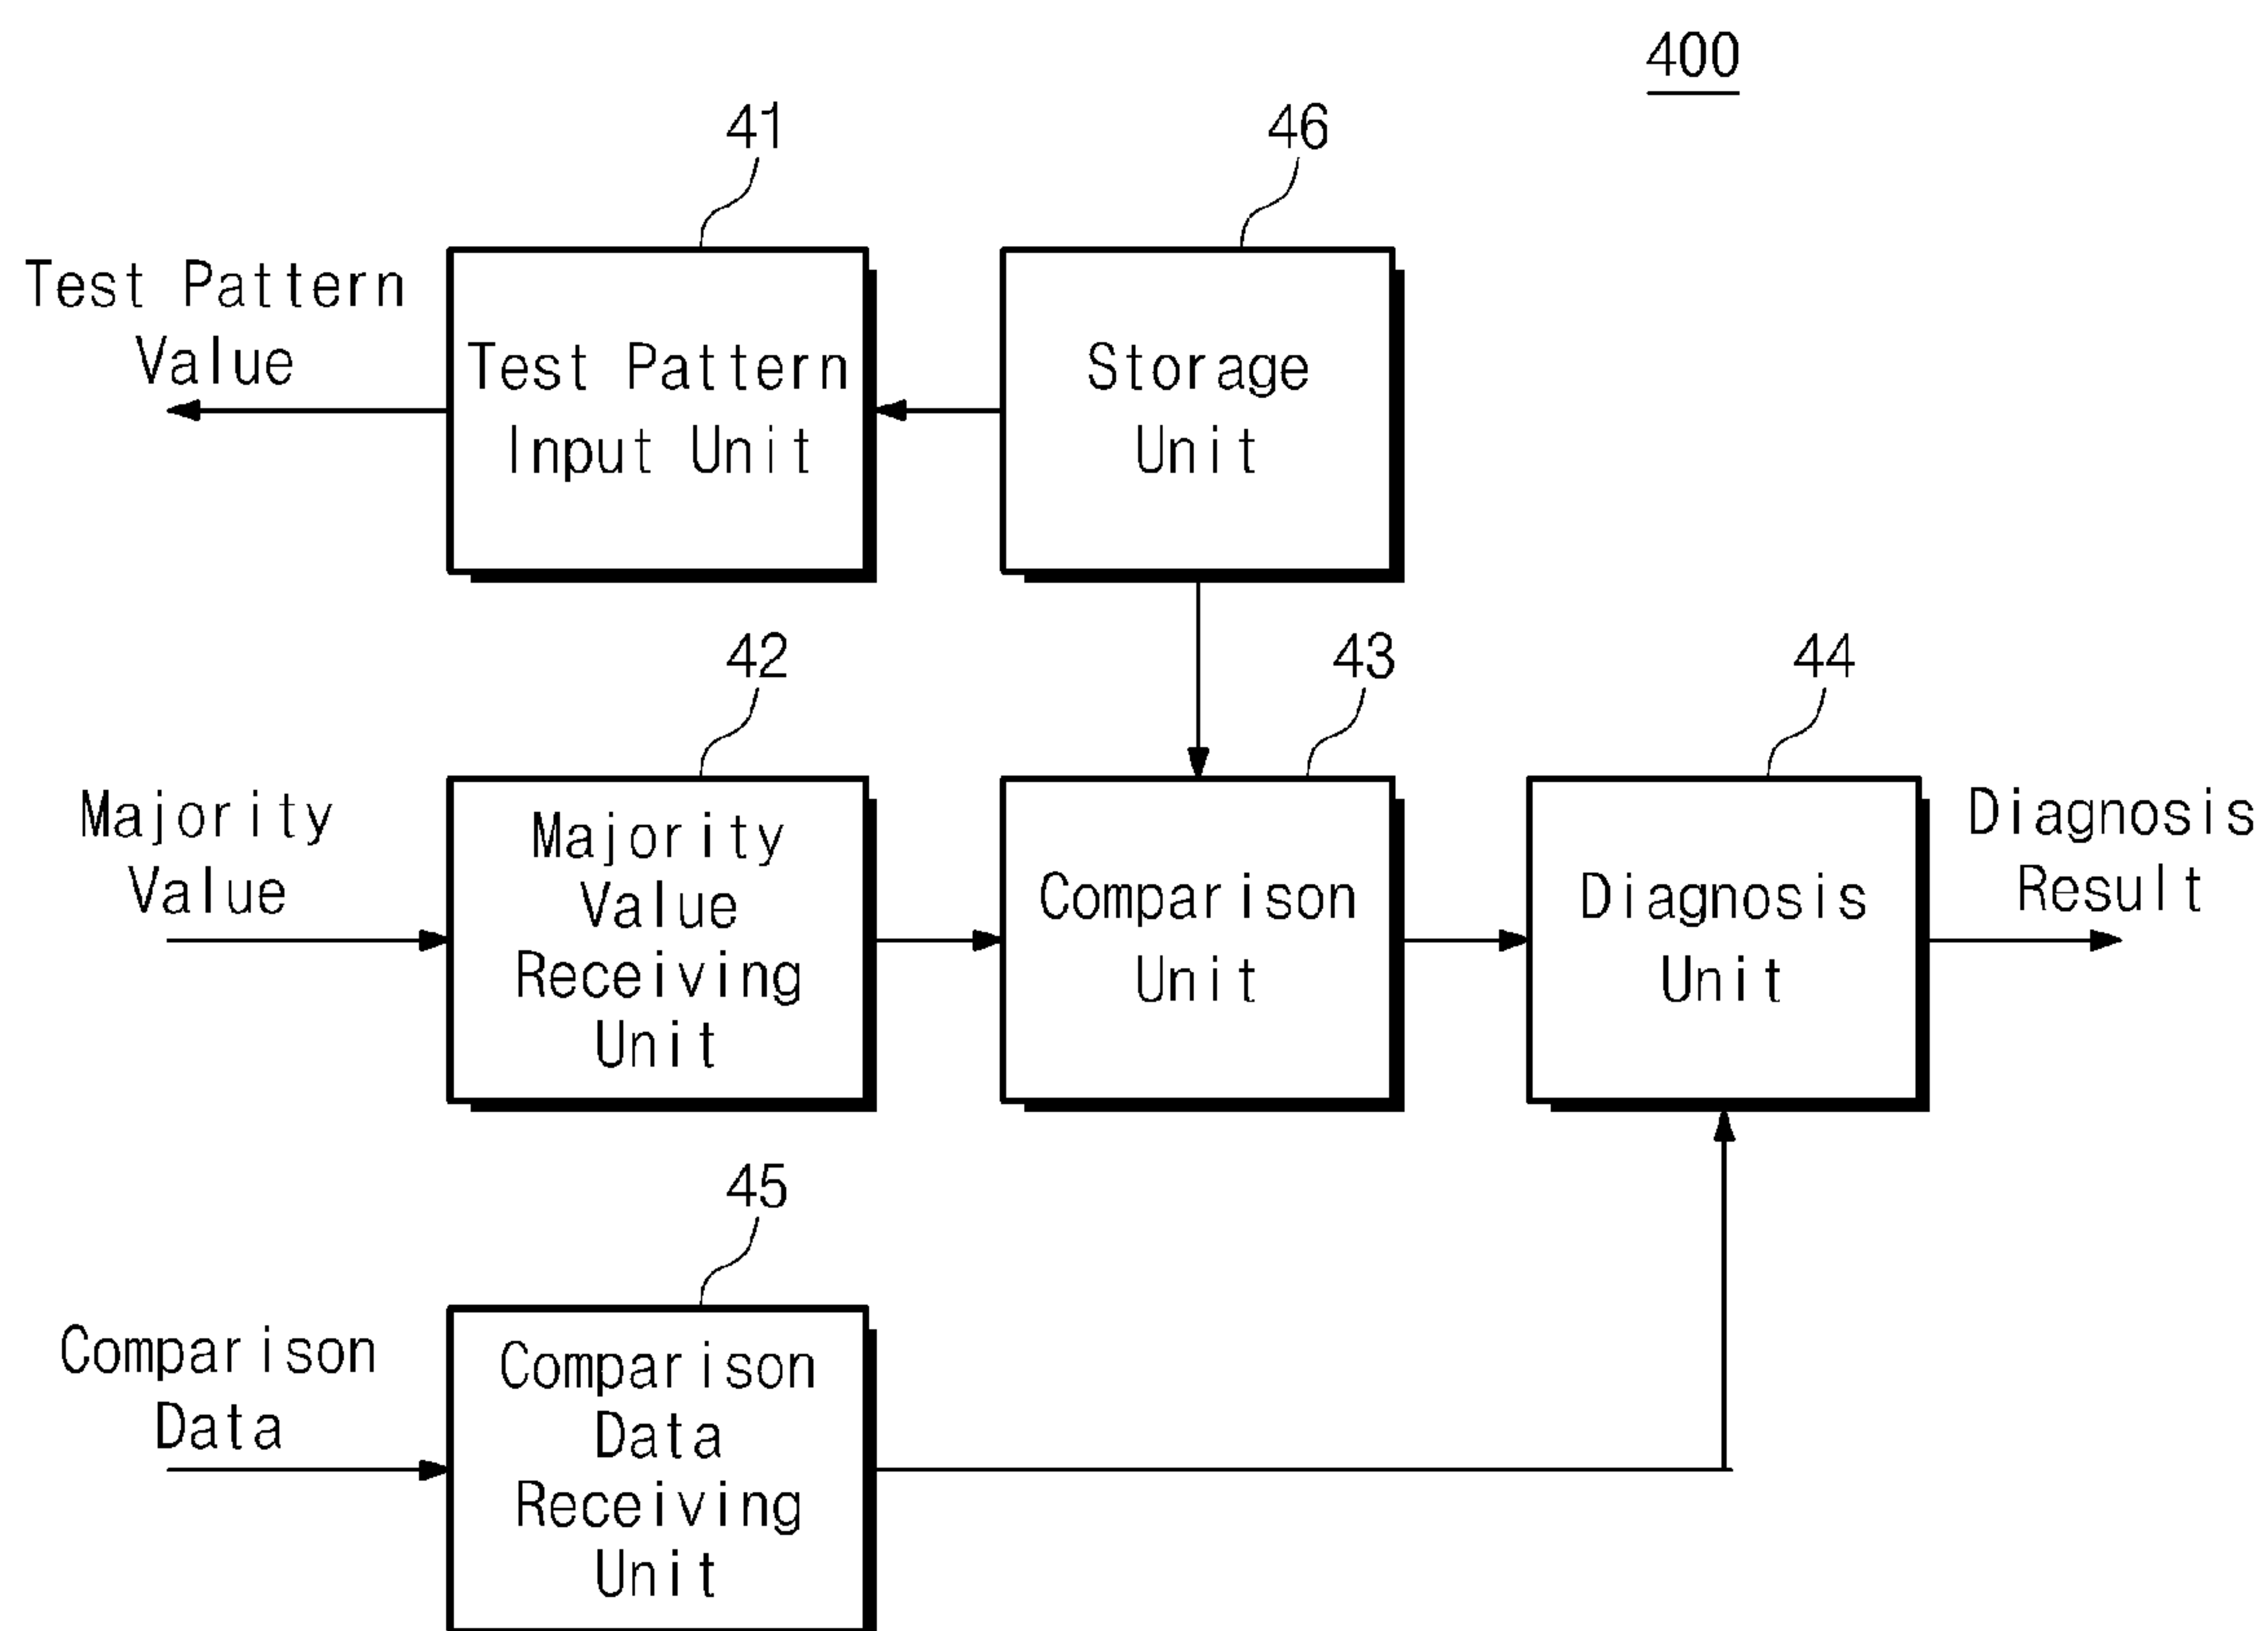 400
41
46
Test Pattern
Value
Test Pattern
Input Unit
Storage
Unit
42
43
44
Majority
Value
Majority
Value
Receiving
Unit
Comparison
Unit
Diagnosis
Unit
Diagnosis
Result
45
Comparison
Data
Comparison
Data
Receiving
Unit